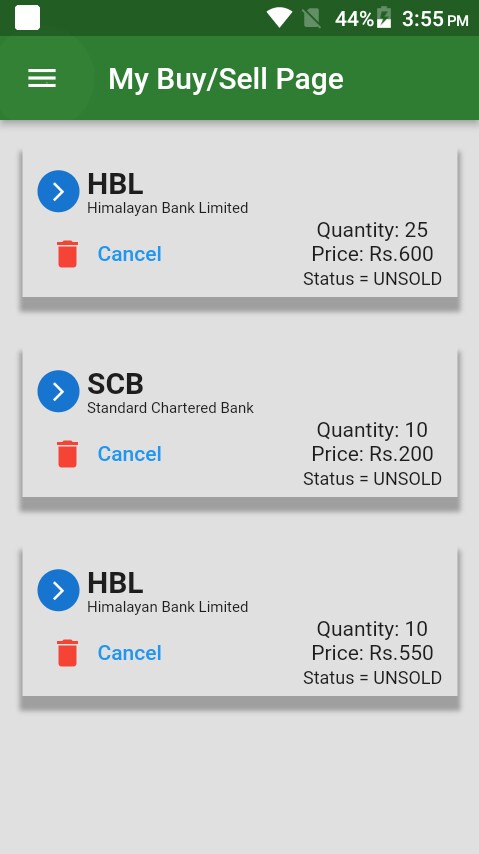 44% 3:55 PM
My Buy/Sell Page
HBL
Himalayan Bank Limited
Quantity: 25
Price: Rs.600
Cancel
Status = UNSOLD
SCB
Standard Chartered Bank
Quantity: 10
Price: Rs.200
Cancel
Status = UNSOLD
HBL
Himalayan Bank Limited
Quantity: 10
Price: Rs.550
Cancel
Status = UNSOLD